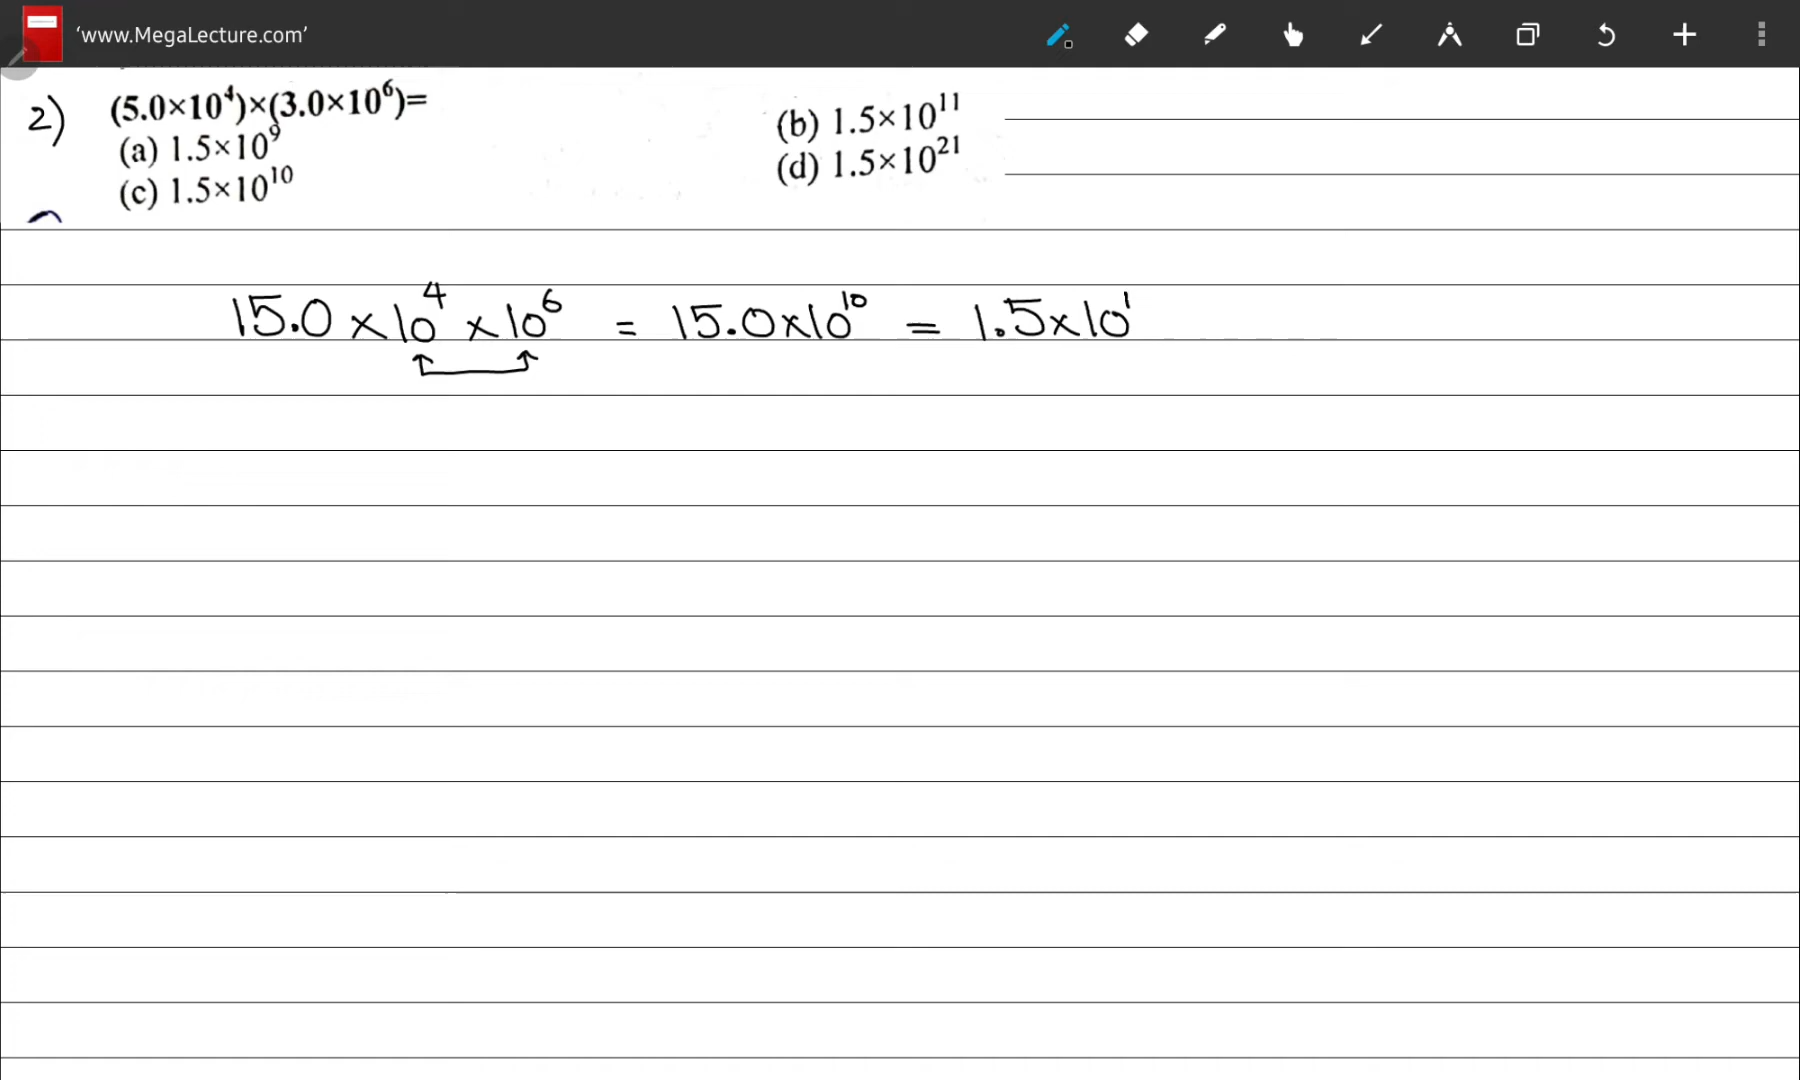 ‘www.MegaLecture.com’
2) (5.0×10⁴)×(3.0×10⁶)=
(a) 1.5×10⁹ (b) 1.5×10¹¹
(c) 1.5×10¹⁰ (d) 1.5×10²¹
15.0 × 10⁴ × 10⁶ = 15.0×10¹⁰ = 1.5×10¹